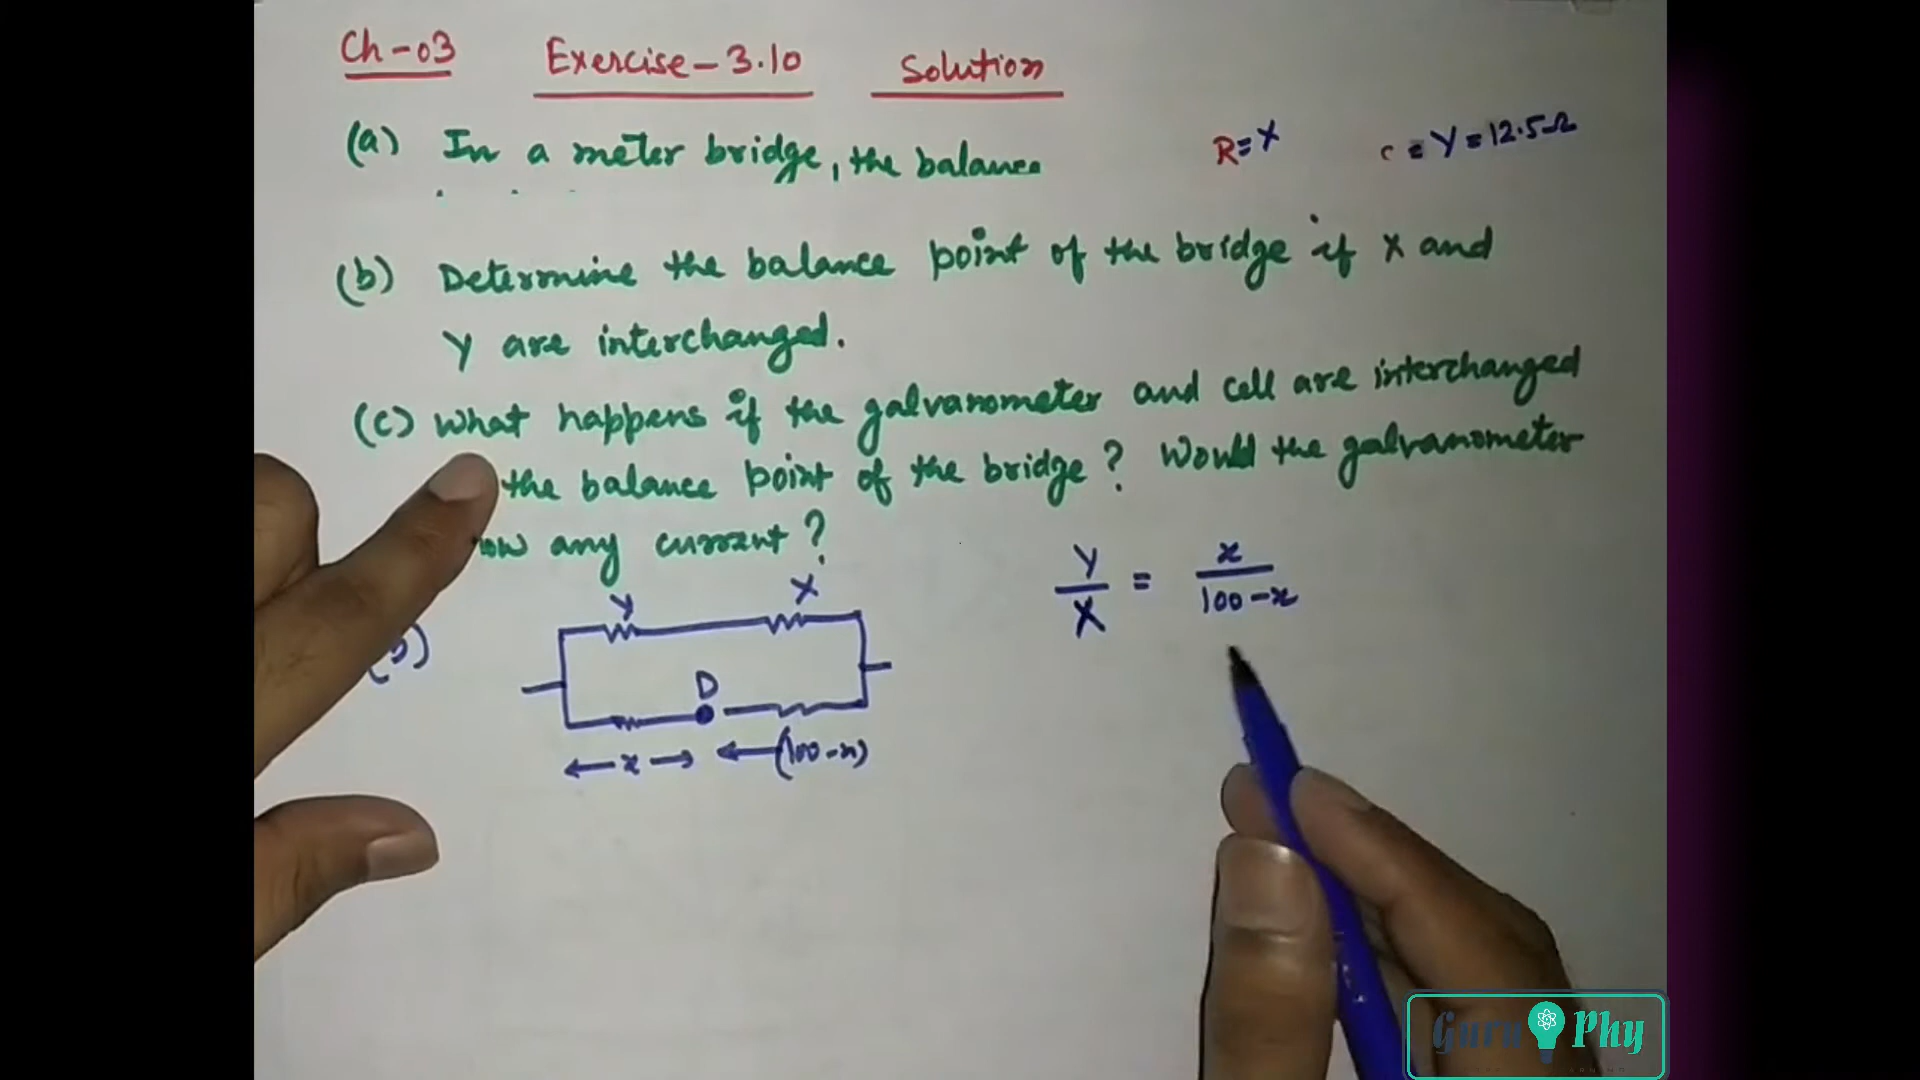 Ch-03 Exercise-3.10 Solution
(a) In a meter bridge, the balance
R=X = Y = 12.5Ω
(b) Determine the balance point of the bridge if X and
Y are interchanged.
(c) What happens if the galvanometer and cell are interchanged
the balance point of the bridge? Would the galvanometer
any current?
Y X
Y/X = x/100-x
D
x (100-x)
Guru Phy